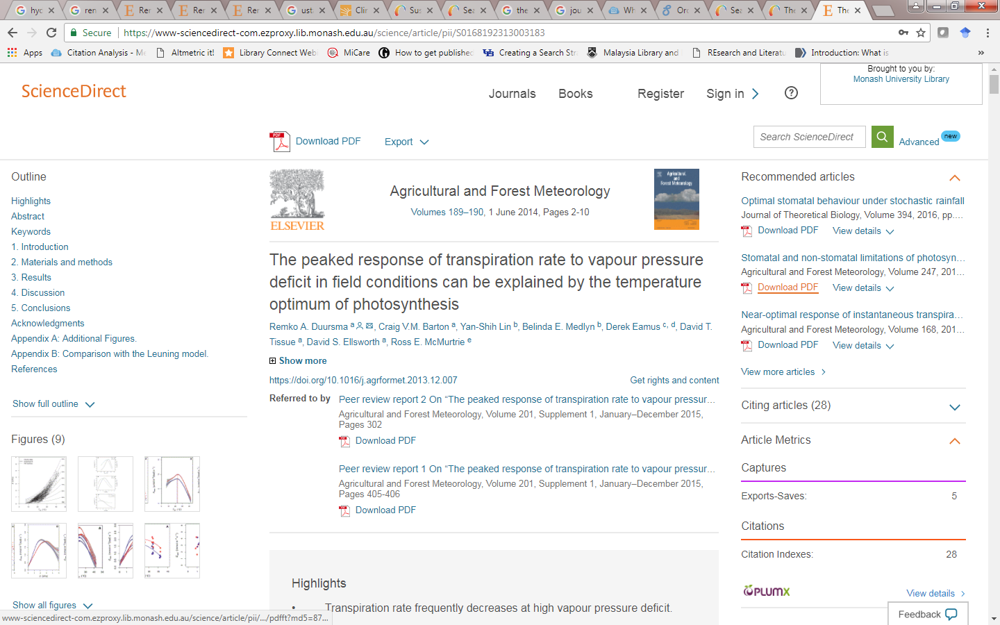 hyc
ren
Rer
Rer
Rer
ust
Clir
Sus
Sea
the
jou
Wh
Orc
Sea
The
The
Secure
https://www-sciencedirect-com.ezproxy.lib.monash.edu.au/science/article/pii/S0168192313003183
Apps
Citation Analysis - Me
Altmetric it!
Library Connect Webi
MiCare
How to get published
Creating a Search Stra
Malaysia Library and
REsearch and Literatu
Introduction: What is
»
Brought to you by:
Monash University Library
ScienceDirect
Journals
Books
Register
Sign in
Download PDF
Export
Search ScienceDirect
Advanced
new
Outline
Highlights
Abstract
Keywords
1. Introduction
2. Materials and methods
3. Results
4. Discussion
5. Conclusions
Acknowledgments
Appendix A: Additional Figures.
Appendix B: Comparison with the Leuning model.
References
Show full outline
Figures (9)
Show all figures
www-sciencedirect-com.ezproxy.lib.monash.edu.au/science/article/pii/.../pdfft?md5=87...
ELSEVIER
Agricultural and Forest Meteorology
Volumes 189–190, 1 June 2014, Pages 2-10
Agricultural and Forest Meteorology
The peaked response of transpiration rate to vapour pressure
deficit in field conditions can be explained by the temperature
optimum of photosynthesis
Remko A. Duursma a, Craig V.M. Barton a, Yan-Shih Lin b, Belinda E. Medlyn b, Derek Eamus c, d, David T.
Tissue a, David S. Ellsworth a, Ross E. McMurtrie e
Show more
https://doi.org/10.1016/j.agrformet.2013.12.007
Get rights and content
Referred to by
Peer review report 2 On “The peaked response of transpiration rate to vapour pressur...
Agricultural and Forest Meteorology, Volume 201, Supplement 1, January–December 2015,
Pages 302
Download PDF
Peer review report 1 On “The peaked response of transpiration rate to vapour pressur...
Agricultural and Forest Meteorology, Volume 201, Supplement 1, January–December 2015,
Pages 405-406
Download PDF
Highlights
• Transpiration rate frequently decreases at high vapour pressure deficit.
Recommended articles
Optimal stomatal behaviour under stochastic rainfall
Journal of Theoretical Biology, Volume 394, 2016, pp....
Download PDF
View details
Stomatal and non-stomatal limitations of photosyn...
Agricultural and Forest Meteorology, Volume 247, 201...
Download PDF
View details
Near-optimal response of instantaneous transpira...
Agricultural and Forest Meteorology, Volume 168, 201...
Download PDF
View details
View more articles
Citing articles (28)
Article Metrics
Captures
Exports-Saves: 5
Citations
Citation Indexes: 28
PLUMX
View details
Feedback